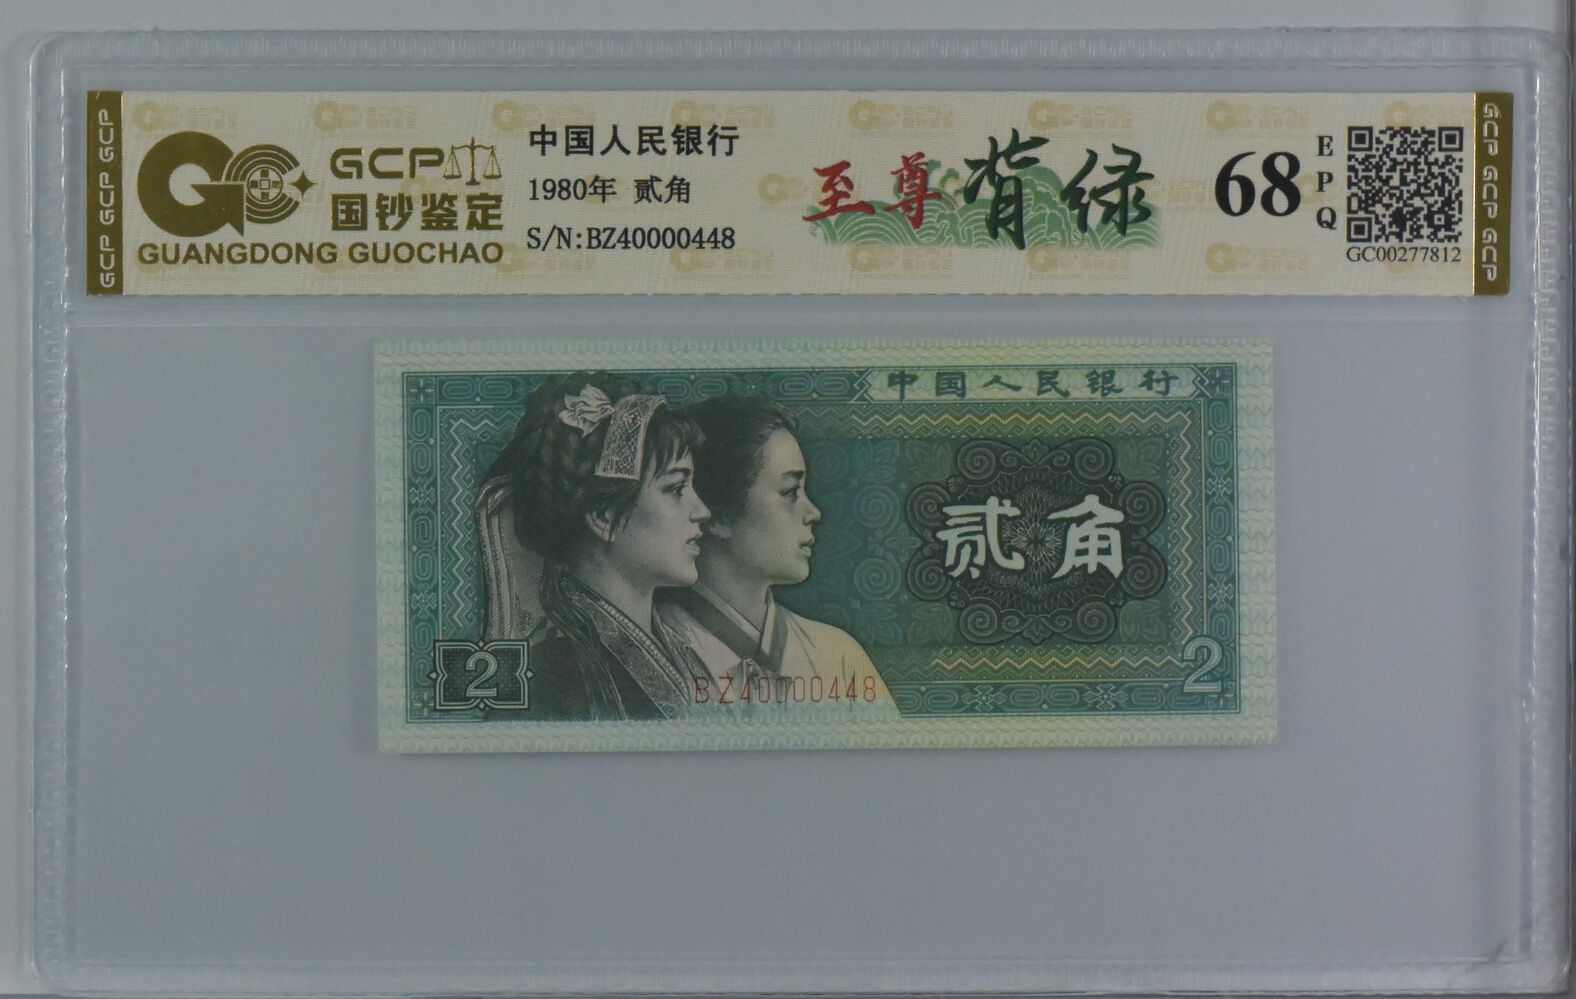 GCP
国钞鉴定
GUANGDONG GUOCHAO
中国人民银行
1980年 贰角
S/N:BZ40000448
至尊背绿
68
EPQ
GC00277812
GCP GCP GCP
GCP GCP GCP
中国人民银行
贰角
2
2
BZ40000448